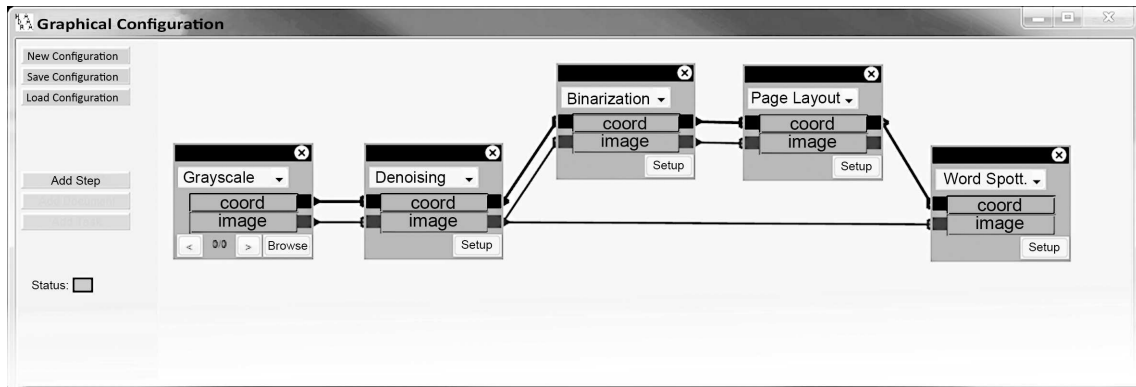 Graphical Configuration
New Configuration
Save Configuration
Load Configuration
Add Step
Status:
Grayscale
coord
image
< 0/0 > Browse
Denoising
coord
image
Setup
Binarization
coord
image
Setup
Page Layout
coord
image
Setup
Word Spott.
coord
image
Setup